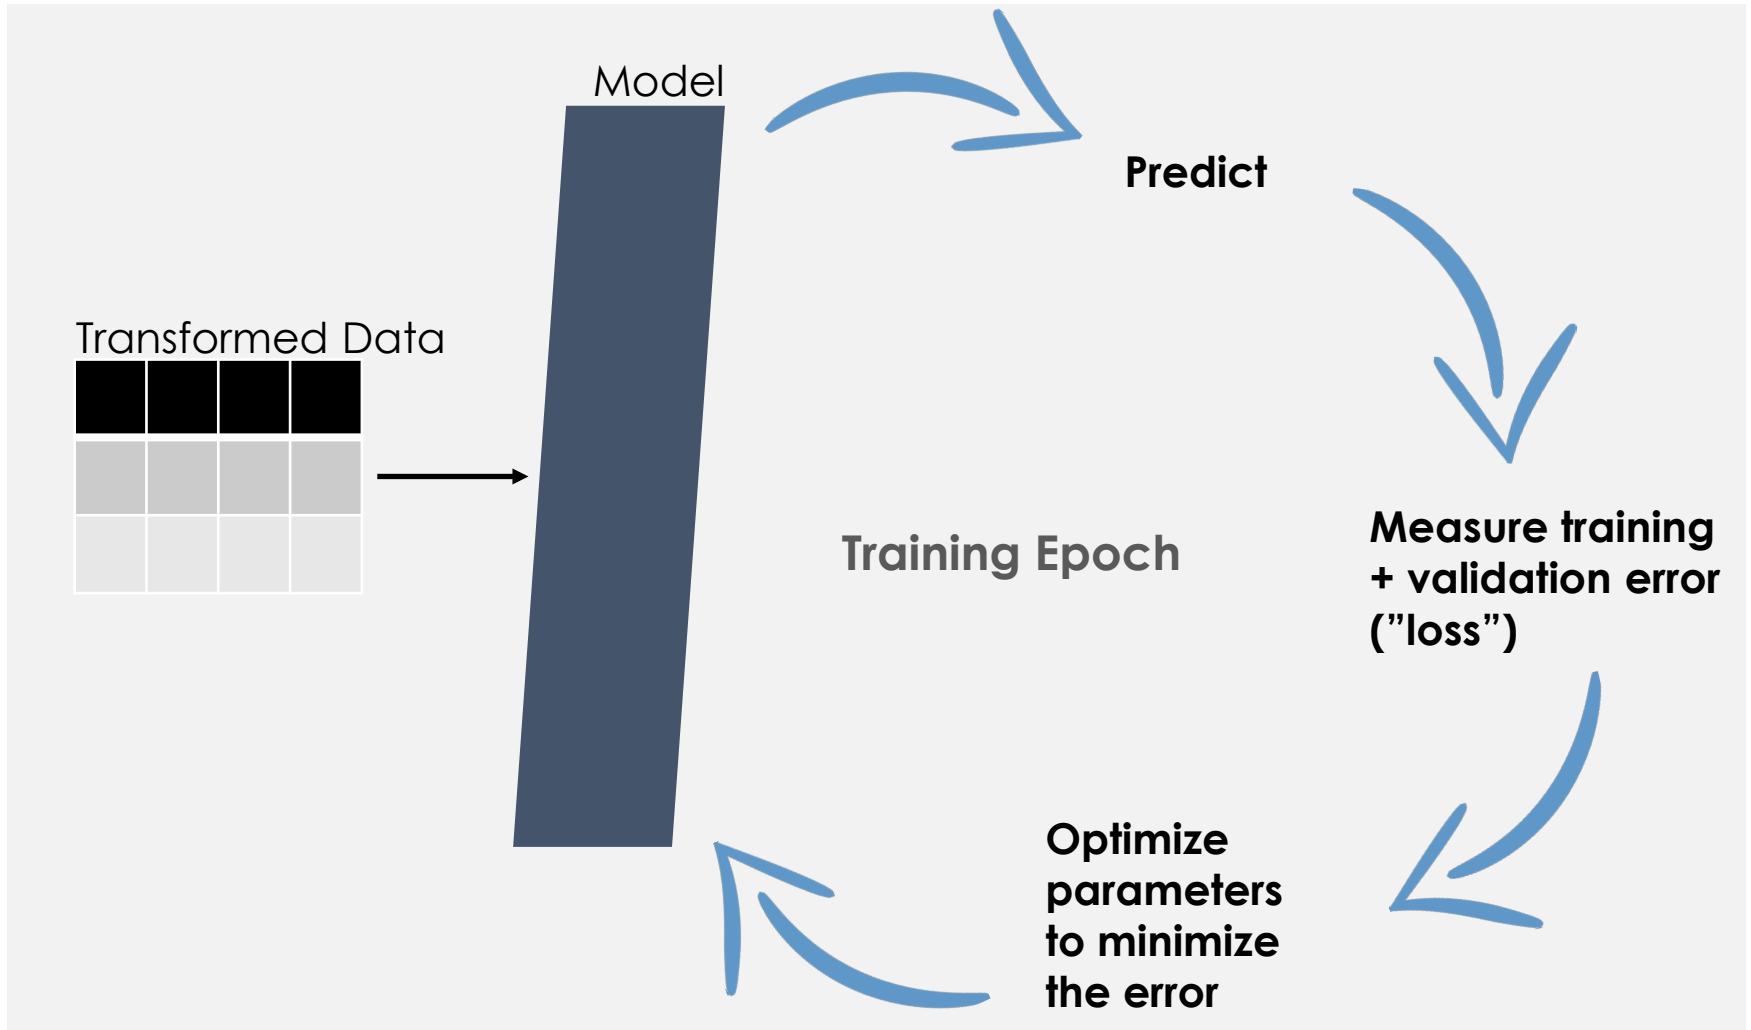 Model
Predict
Transformed Data
Training Epoch
Measure training
+ validation error
(”loss”)
Optimize
parameters
to minimize
the error